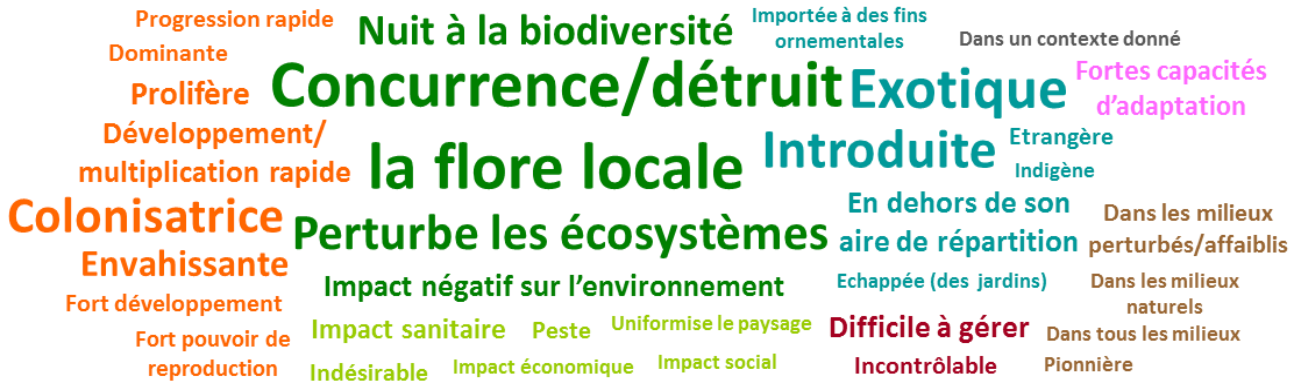 Progression rapide
Dominante
Prolifère
Développement/
multiplication rapide
Colonisatrice
Envahissante
Fort développement
Fort pouvoir de
reproduction
Nuit à la biodiversité
Concurrence/détruit
la flore locale
Perturbe les écosystèmes
Impact négatif sur l’environnement
Impact sanitaire
Peste
Uniformise le paysage
Indésirable
Impact économique
Impact social
Importée à des fins
ornementales
Exotique
Introduite
Etrangère
Indigène
En dehors de son
aire de répartition
Echappée (des jardins)
Difficile à gérer
Incontrôlable
Dans un contexte donné
Fortes capacités
d’adaptation
Dans les milieux
perturbés/affaiblis
Dans les milieux
naturels
Dans tous les milieux
Pionnière